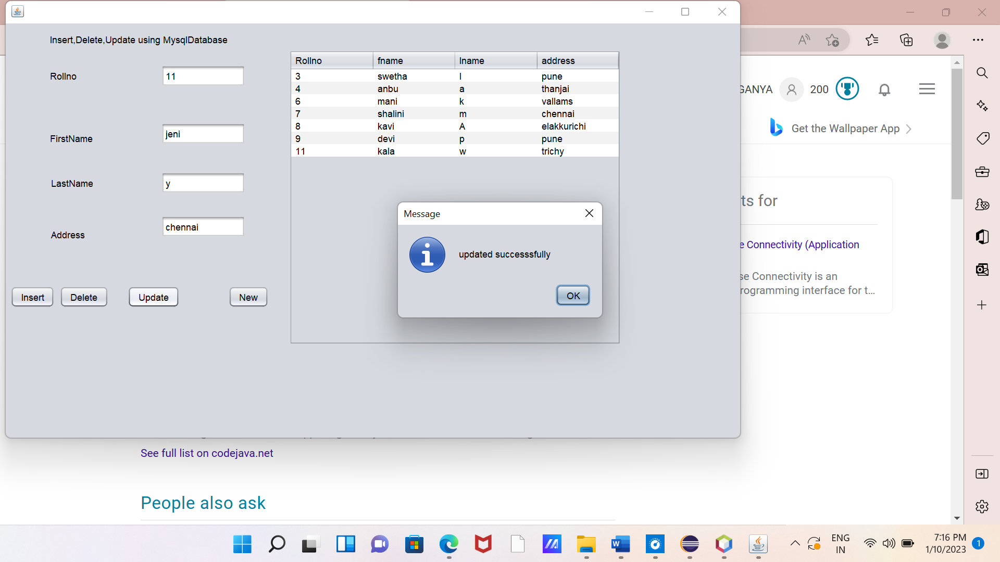 Insert,Delete,Update using MysqlDatabase
Rollno 11
FirstName jeni
LastName y
Address chennai
Insert Delete Update New
Rollno fname lname address
3 swetha l pune
4 anbu a thanjai
6 mani k vallams
7 shalini m chennai
8 kavi A elakkurichi
9 devi p pune
11 kala w trichy
Message
updated successsfully
OK
GANYA 200
Get the Wallpaper App
ts for
e Connectivity (Application
se Connectivity is an
rogramming interface for t...
See full list on codejava.net
People also ask
ENG
IN
7:16 PM
1/10/2023
1